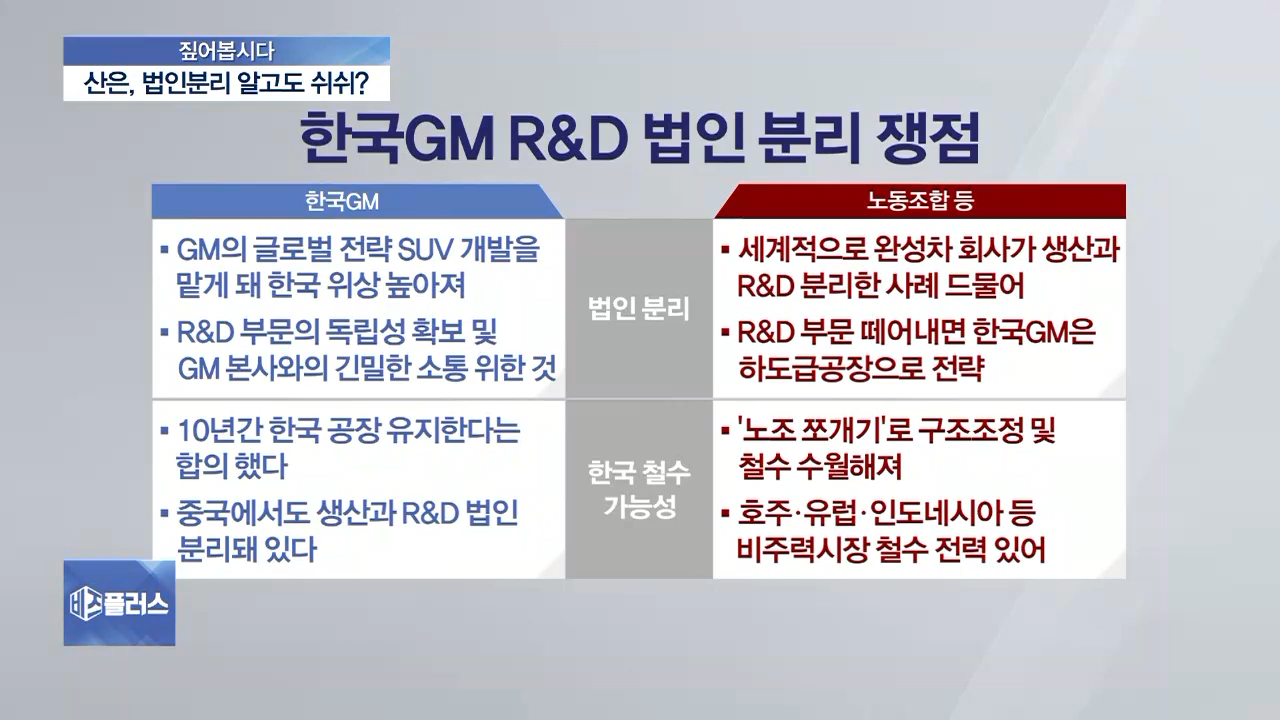 짚어봅시다
산은, 법인분리 알고도 쉬쉬?
한국GM R&D 법인 분리 쟁점
한국GM
노동조합 등
▪ GM의 글로벌 전략 SUV 개발을
맡게 돼 한국 위상 높아져
▪ R&D 부문의 독립성 확보 및
GM 본사와의 긴밀한 소통 위한 것
법인 분리
▪ 세계적으로 완성차 회사가 생산과
R&D 분리한 사례 드물어
▪ R&D 부문 떼어내면 한국GM은
하도급공장으로 전략
▪ 10년간 한국 공장 유지한다는
합의 했다
▪ 중국에서도 생산과 R&D 법인
분리돼 있다
한국 철수
가능성
▪ '노조 쪼개기'로 구조조정 및
철수 수월해져
▪ 호주·유럽·인도네시아 등
비주력시장 철수 전력 있어
비즈플러스